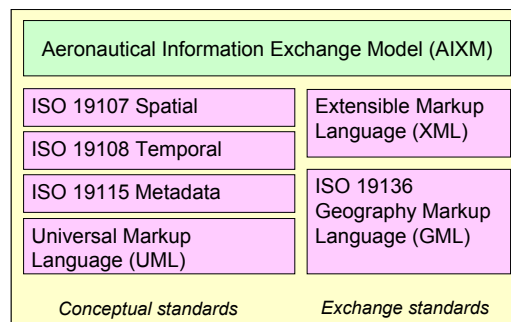 Aeronautical Information Exchange Model (AIXM)
ISO 19107 Spatial
ISO 19108 Temporal
ISO 19115 Metadata
Universal Markup
Language (UML)
Conceptual standards
Extensible Markup
Language (XML)
ISO 19136
Geography Markup
Language (GML)
Exchange standards